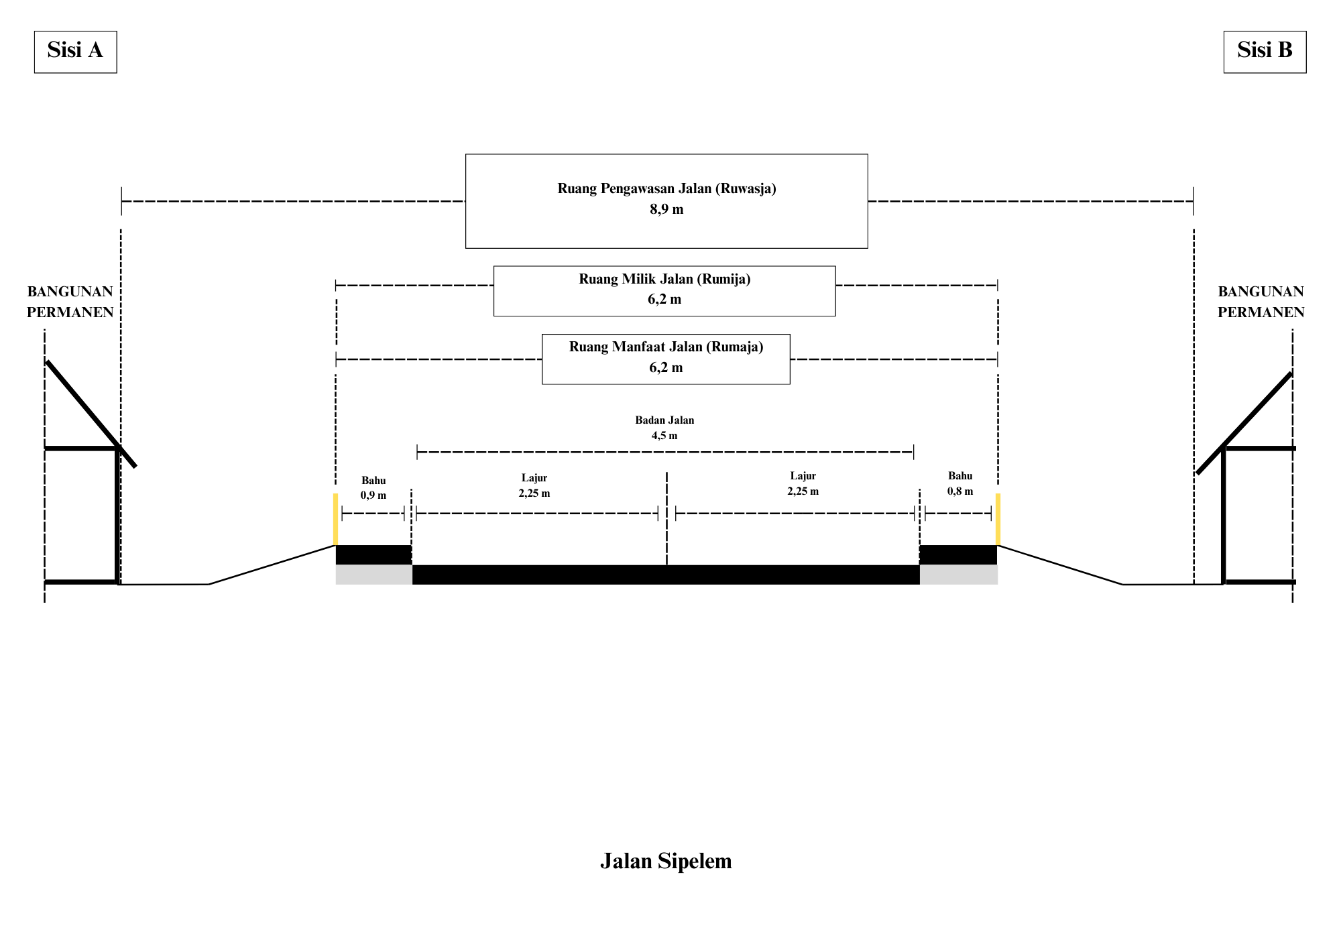 Sisi A
Sisi B
Ruang Pengawasan Jalan (Ruwasja)
8,9 m
Ruang Milik Jalan (Rumija)
6,2 m
BANGUNAN
PERMANEN
BANGUNAN
PERMANEN
Ruang Manfaat Jalan (Rumaja)
6,2 m
Badan Jalan
4,5 m
Bahu
0,9 m
Lajur
2,25 m
Lajur
2,25 m
Bahu
0,8 m
Jalan Sipelem